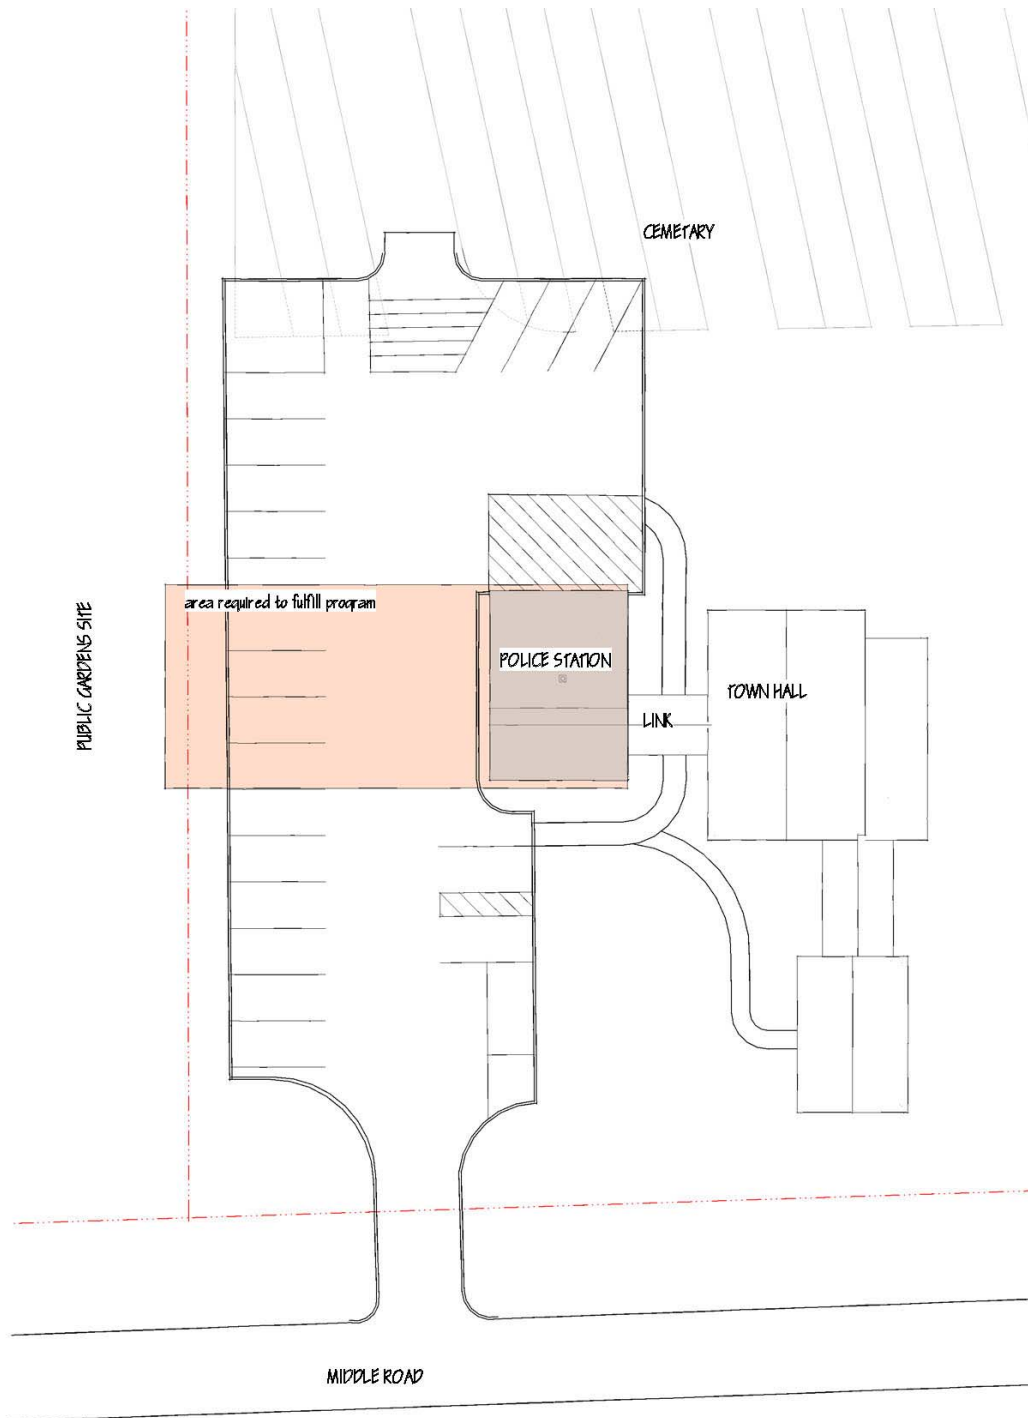 CEMETARY
area required to fulfill program
POLICE STATION
PUBLIC GARDENS SITE
TOWN HALL
LINK
MIDDLE ROAD